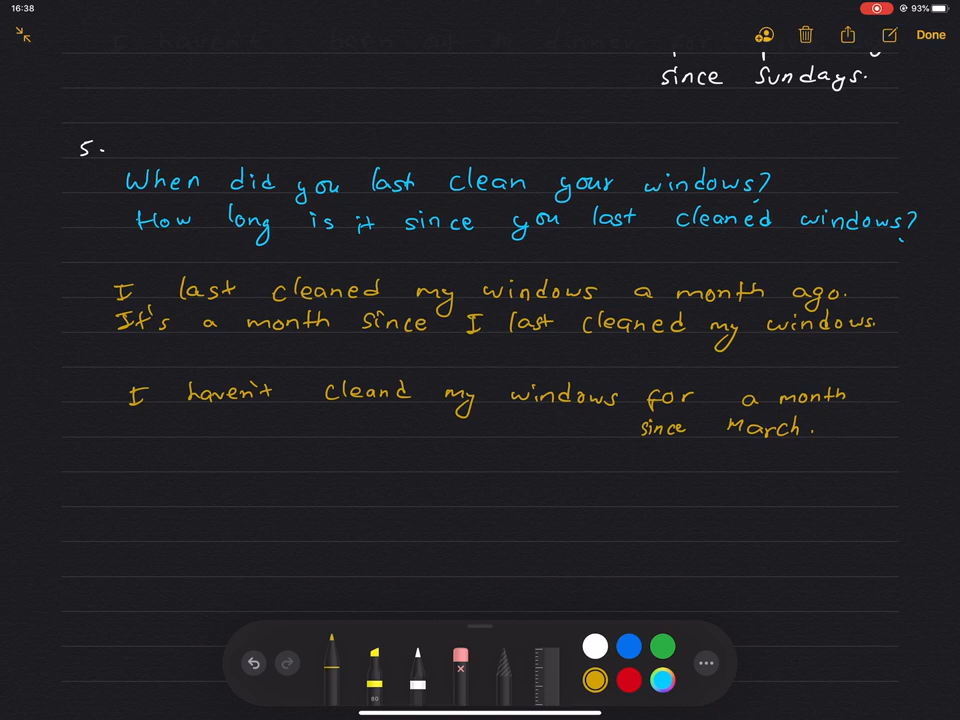 16:38
93%
Done
since Sundays.
5.
When did you last clean your windows?
How long is it since you last cleaned windows?
I last cleaned my windows a month ago.
It's a month since I last cleaned my windows.
I haven't cleand my windows for a month
since March.
80